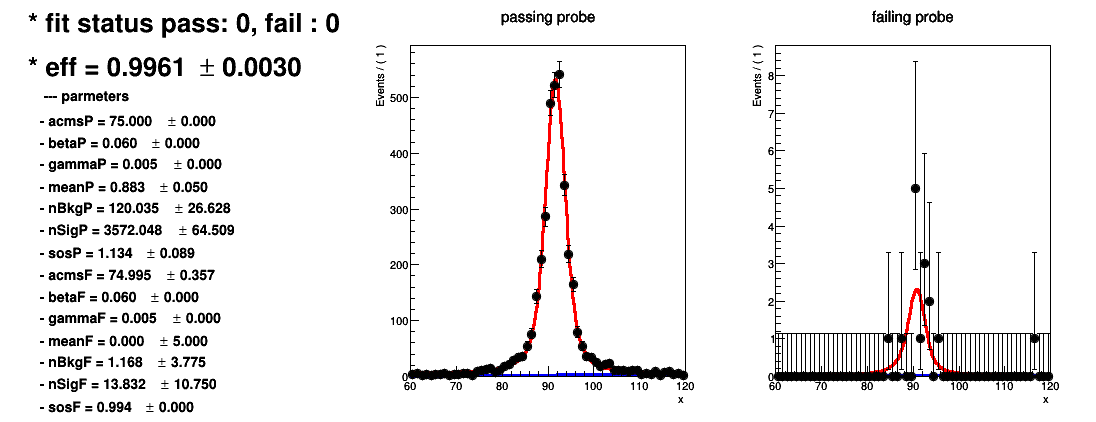 * fit status pass: 0, fail : 0
* eff = 0.9961 ± 0.0030
--- parmeters
- acmsP = 75.000 ± 0.000
- betaP = 0.060 ± 0.000
- gammaP = 0.005 ± 0.000
- meanP = 0.883 ± 0.050
- nBkgP = 120.035 ± 26.628
- nSigP = 3572.048 ± 64.509
- sosP = 1.134 ± 0.089
- acmsF = 74.995 ± 0.357
- betaF = 0.060 ± 0.000
- gammaF = 0.005 ± 0.000
- meanF = 0.000 ± 5.000
- nBkgF = 1.168 ± 3.775
- nSigF = 13.832 ± 10.750
- sosF = 0.994 ± 0.000
passing probe
Events / ( 1 )
500
400
300
200
100
0
60 70 80 90 100 110 120
x
failing probe
Events / ( 1 )
8
7
6
5
4
3
2
1
0
60 70 80 90 100 110 120
x